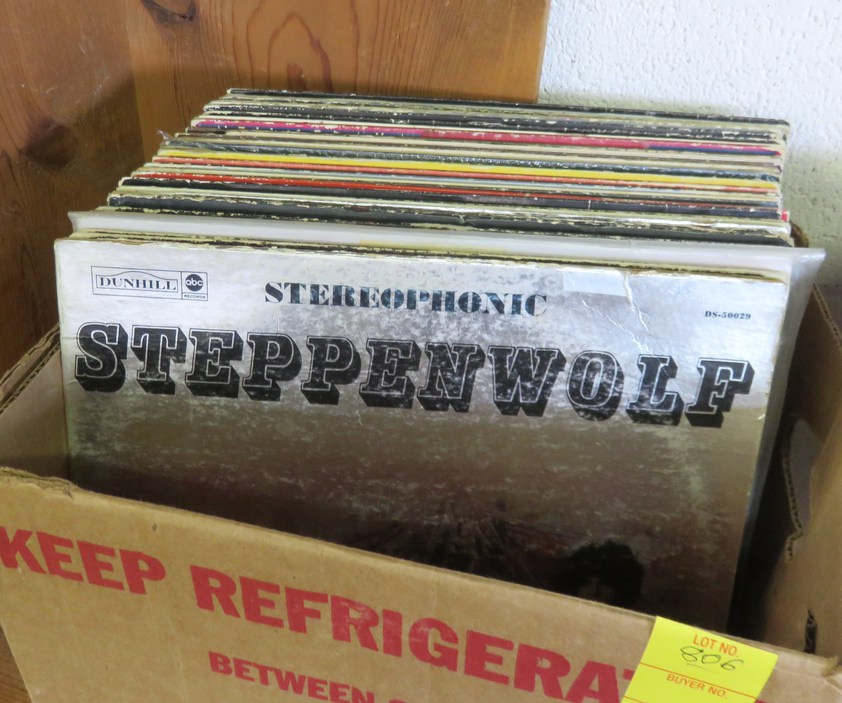 DUNHILL abc RECORDS
STEREOPHONIC
DS-50029
STEPPENWOLF
KEEP REFRIGERAT
BETWEEN
LOT NO.
806
BUYER NO.